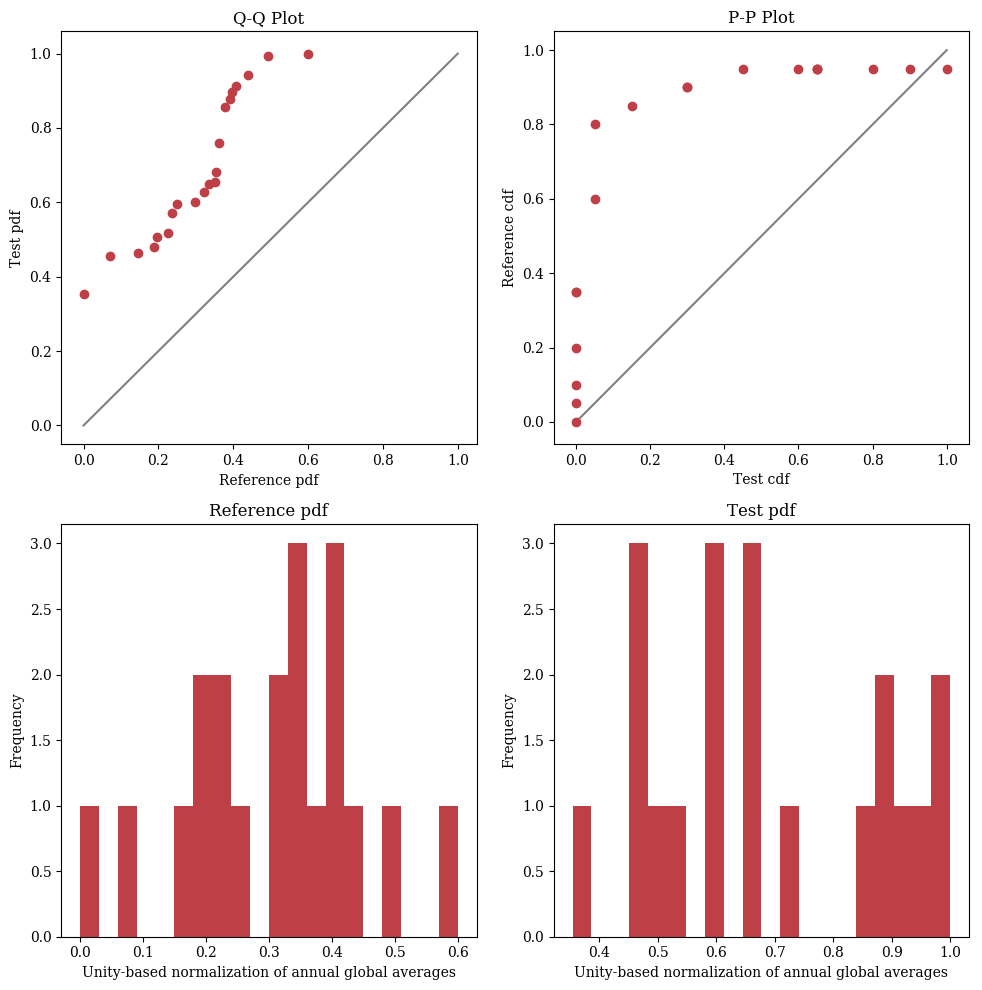 Q-Q Plot
1.0
0.8
0.6
0.4
0.2
0.0
Test pdf
0.0 0.2 0.4 0.6 0.8 1.0
Reference pdf
P-P Plot
1.0
0.8
0.6
0.4
0.2
0.0
Reference cdf
0.0 0.2 0.4 0.6 0.8 1.0
Test cdf
Reference pdf
3.0
2.5
2.0
1.5
1.0
0.5
0.0
Frequency
0.0 0.1 0.2 0.3 0.4 0.5 0.6
Unity-based normalization of annual global averages
Test pdf
3.0
2.5
2.0
1.5
1.0
0.5
0.0
Frequency
0.4 0.5 0.6 0.7 0.8 0.9 1.0
Unity-based normalization of annual global averages